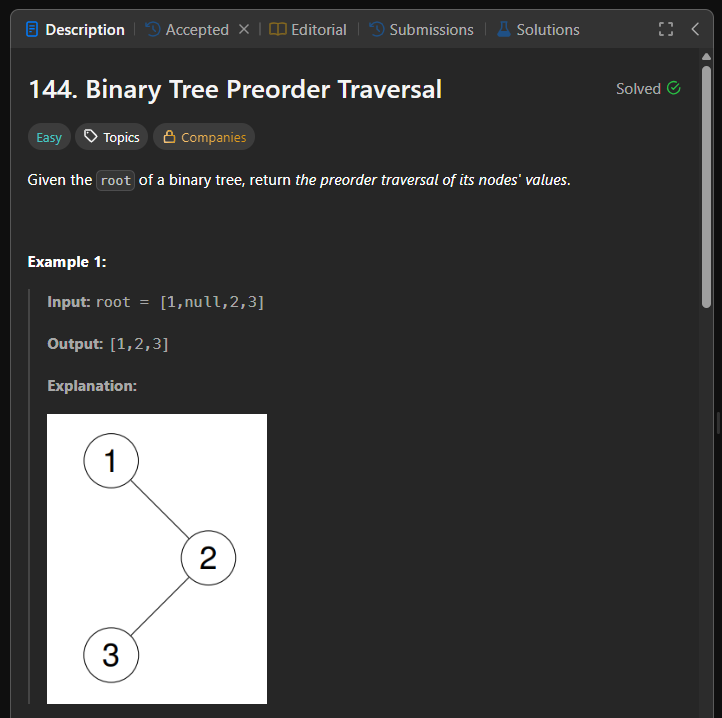 Description Accepted Editorial Submissions Solutions
144. Binary Tree Preorder Traversal Solved
Easy Topics Companies
Given the root of a binary tree, return the preorder traversal of its nodes' values.
Example 1:
Input: root = [1,null,2,3]
Output: [1,2,3]
Explanation:
1
2
3